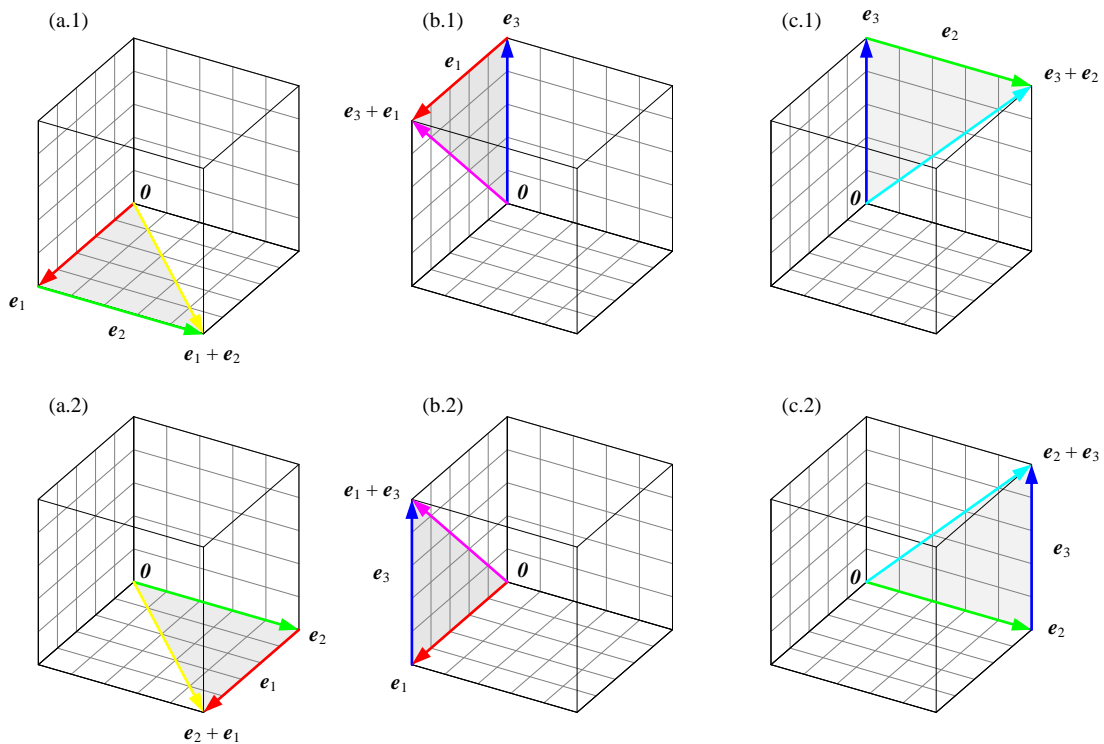 (a.1)
0
e₁
e₂
e₁ + e₂
(b.1)
e₃
e₁
e₃ + e₁
0
(c.1)
e₃
e₂
e₃ + e₂
0
(a.2)
0
e₂
e₁
e₂ + e₁
(b.2)
e₁ + e₃
e₃
0
e₁
(c.2)
e₂ + e₃
e₃
0
e₂